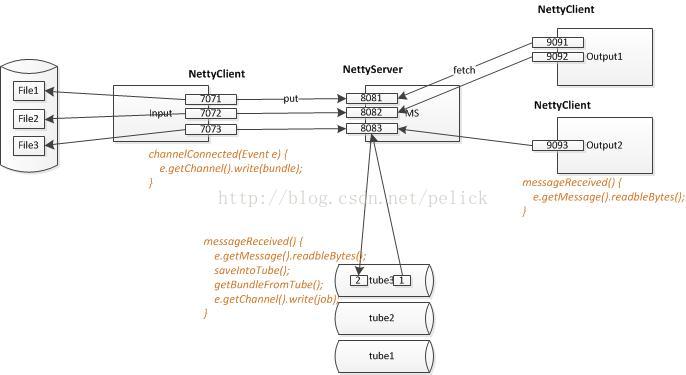 NettyClient
9091
9092
Output1
fetch
NettyServer
NettyClient
File1
File2
File3
Input
7071
7072
7073
put
8081
8082
8083
MS
NettyClient
9093
Output2
channelConnected(Event e) {
e.getChannel().write(bundle);
}
messageReceived() {
e.getMessage().readbleBytes();
}
http://blog.csdn.net/pelick
messageReceived() {
e.getMessage().readbleBytes();
saveIntoTube();
getBundleFromTube();
e.getChannel().write(job);
}
2
tube3
1
tube2
tube1